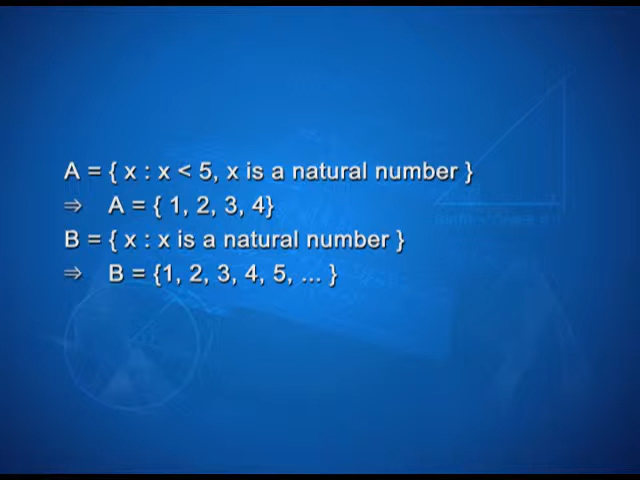 A = { x : x < 5, x is a natural number }
⇒ A = { 1, 2, 3, 4}
B = { x : x is a natural number }
⇒ B = {1, 2, 3, 4, 5, ... }